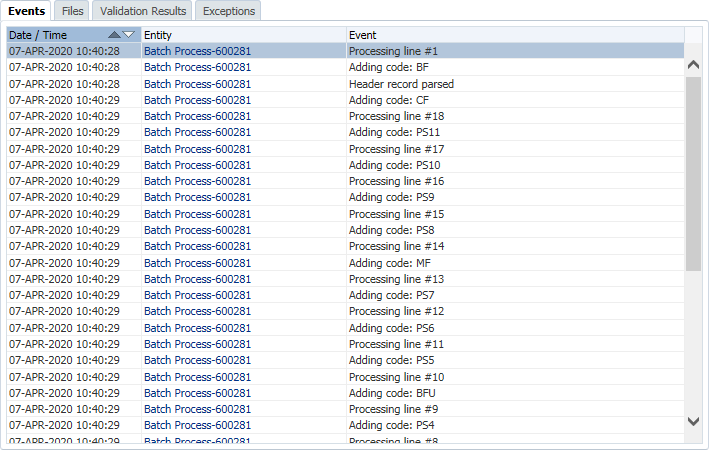 Events Files Validation Results Exceptions
Date / Time Entity Event
07-APR-2020 10:40:28 Batch Process-600281 Processing line #1
07-APR-2020 10:40:28 Batch Process-600281 Adding code: BF
07-APR-2020 10:40:28 Batch Process-600281 Header record parsed
07-APR-2020 10:40:29 Batch Process-600281 Adding code: CF
07-APR-2020 10:40:29 Batch Process-600281 Processing line #18
07-APR-2020 10:40:29 Batch Process-600281 Adding code: PS11
07-APR-2020 10:40:29 Batch Process-600281 Processing line #17
07-APR-2020 10:40:29 Batch Process-600281 Adding code: PS10
07-APR-2020 10:40:29 Batch Process-600281 Processing line #16
07-APR-2020 10:40:29 Batch Process-600281 Adding code: PS9
07-APR-2020 10:40:29 Batch Process-600281 Processing line #15
07-APR-2020 10:40:29 Batch Process-600281 Adding code: PS8
07-APR-2020 10:40:29 Batch Process-600281 Processing line #14
07-APR-2020 10:40:29 Batch Process-600281 Adding code: MF
07-APR-2020 10:40:29 Batch Process-600281 Processing line #13
07-APR-2020 10:40:29 Batch Process-600281 Adding code: PS7
07-APR-2020 10:40:29 Batch Process-600281 Processing line #12
07-APR-2020 10:40:29 Batch Process-600281 Adding code: PS6
07-APR-2020 10:40:29 Batch Process-600281 Processing line #11
07-APR-2020 10:40:29 Batch Process-600281 Adding code: PS5
07-APR-2020 10:40:29 Batch Process-600281 Processing line #10
07-APR-2020 10:40:29 Batch Process-600281 Adding code: BFU
07-APR-2020 10:40:29 Batch Process-600281 Processing line #9
07-APR-2020 10:40:29 Batch Process-600281 Adding code: PS4
07-APR-2020 10:40:29 Batch Process-600281 Processing line #8